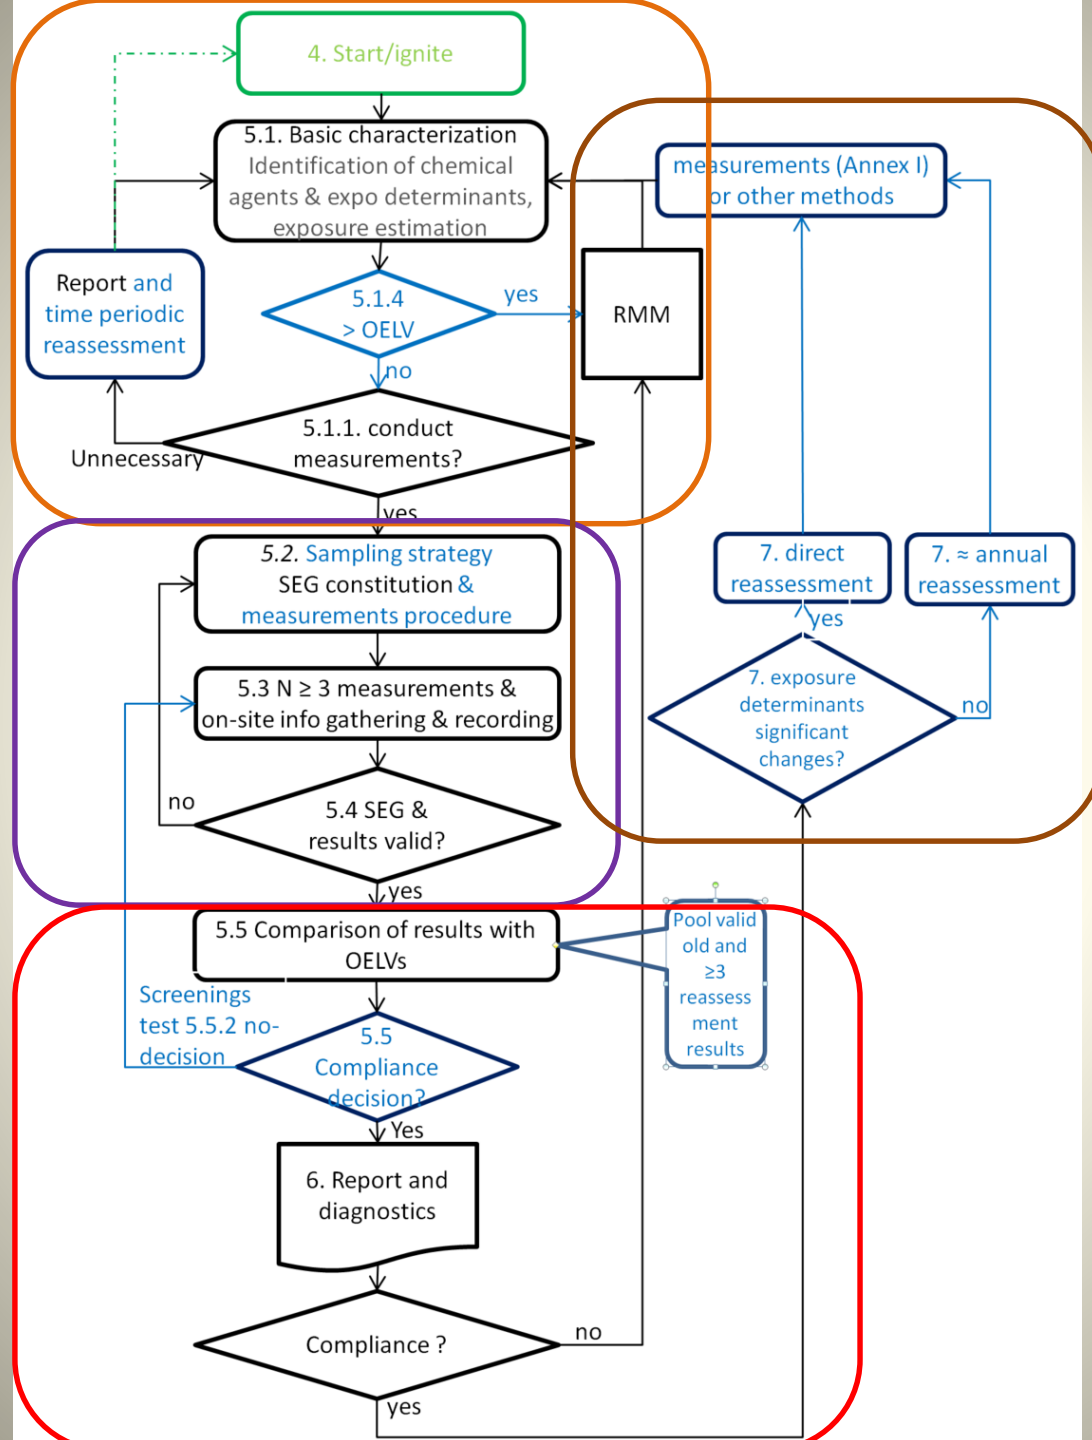 4. Start/ignite
5.1. Basic characterization
Identification of chemical
agents & expo determinants,
exposure estimation
measurements (Annex I)
or other methods
Report and
time periodic
reassessment
5.1.4
> OELV
yes
RMM
no
5.1.1. conduct
measurements?
Unnecessary
yes
5.2. Sampling strategy
SEG constitution &
measurements procedure
7. direct
reassessment
7. ≈ annual
reassessment
yes
5.3 N ≥ 3 measurements &
on-site info gathering & recording
7. exposure
determinants
significant
changes?
no
no
5.4 SEG &
results valid?
yes
5.5 Comparison of results with
OELVs
Pool valid
old and
≥3
reassess
ment
results
Screenings
test 5.5.2 no-
decision
5.5
Compliance
decision?
Yes
6. Report and
diagnostics
Compliance ?
no
yes